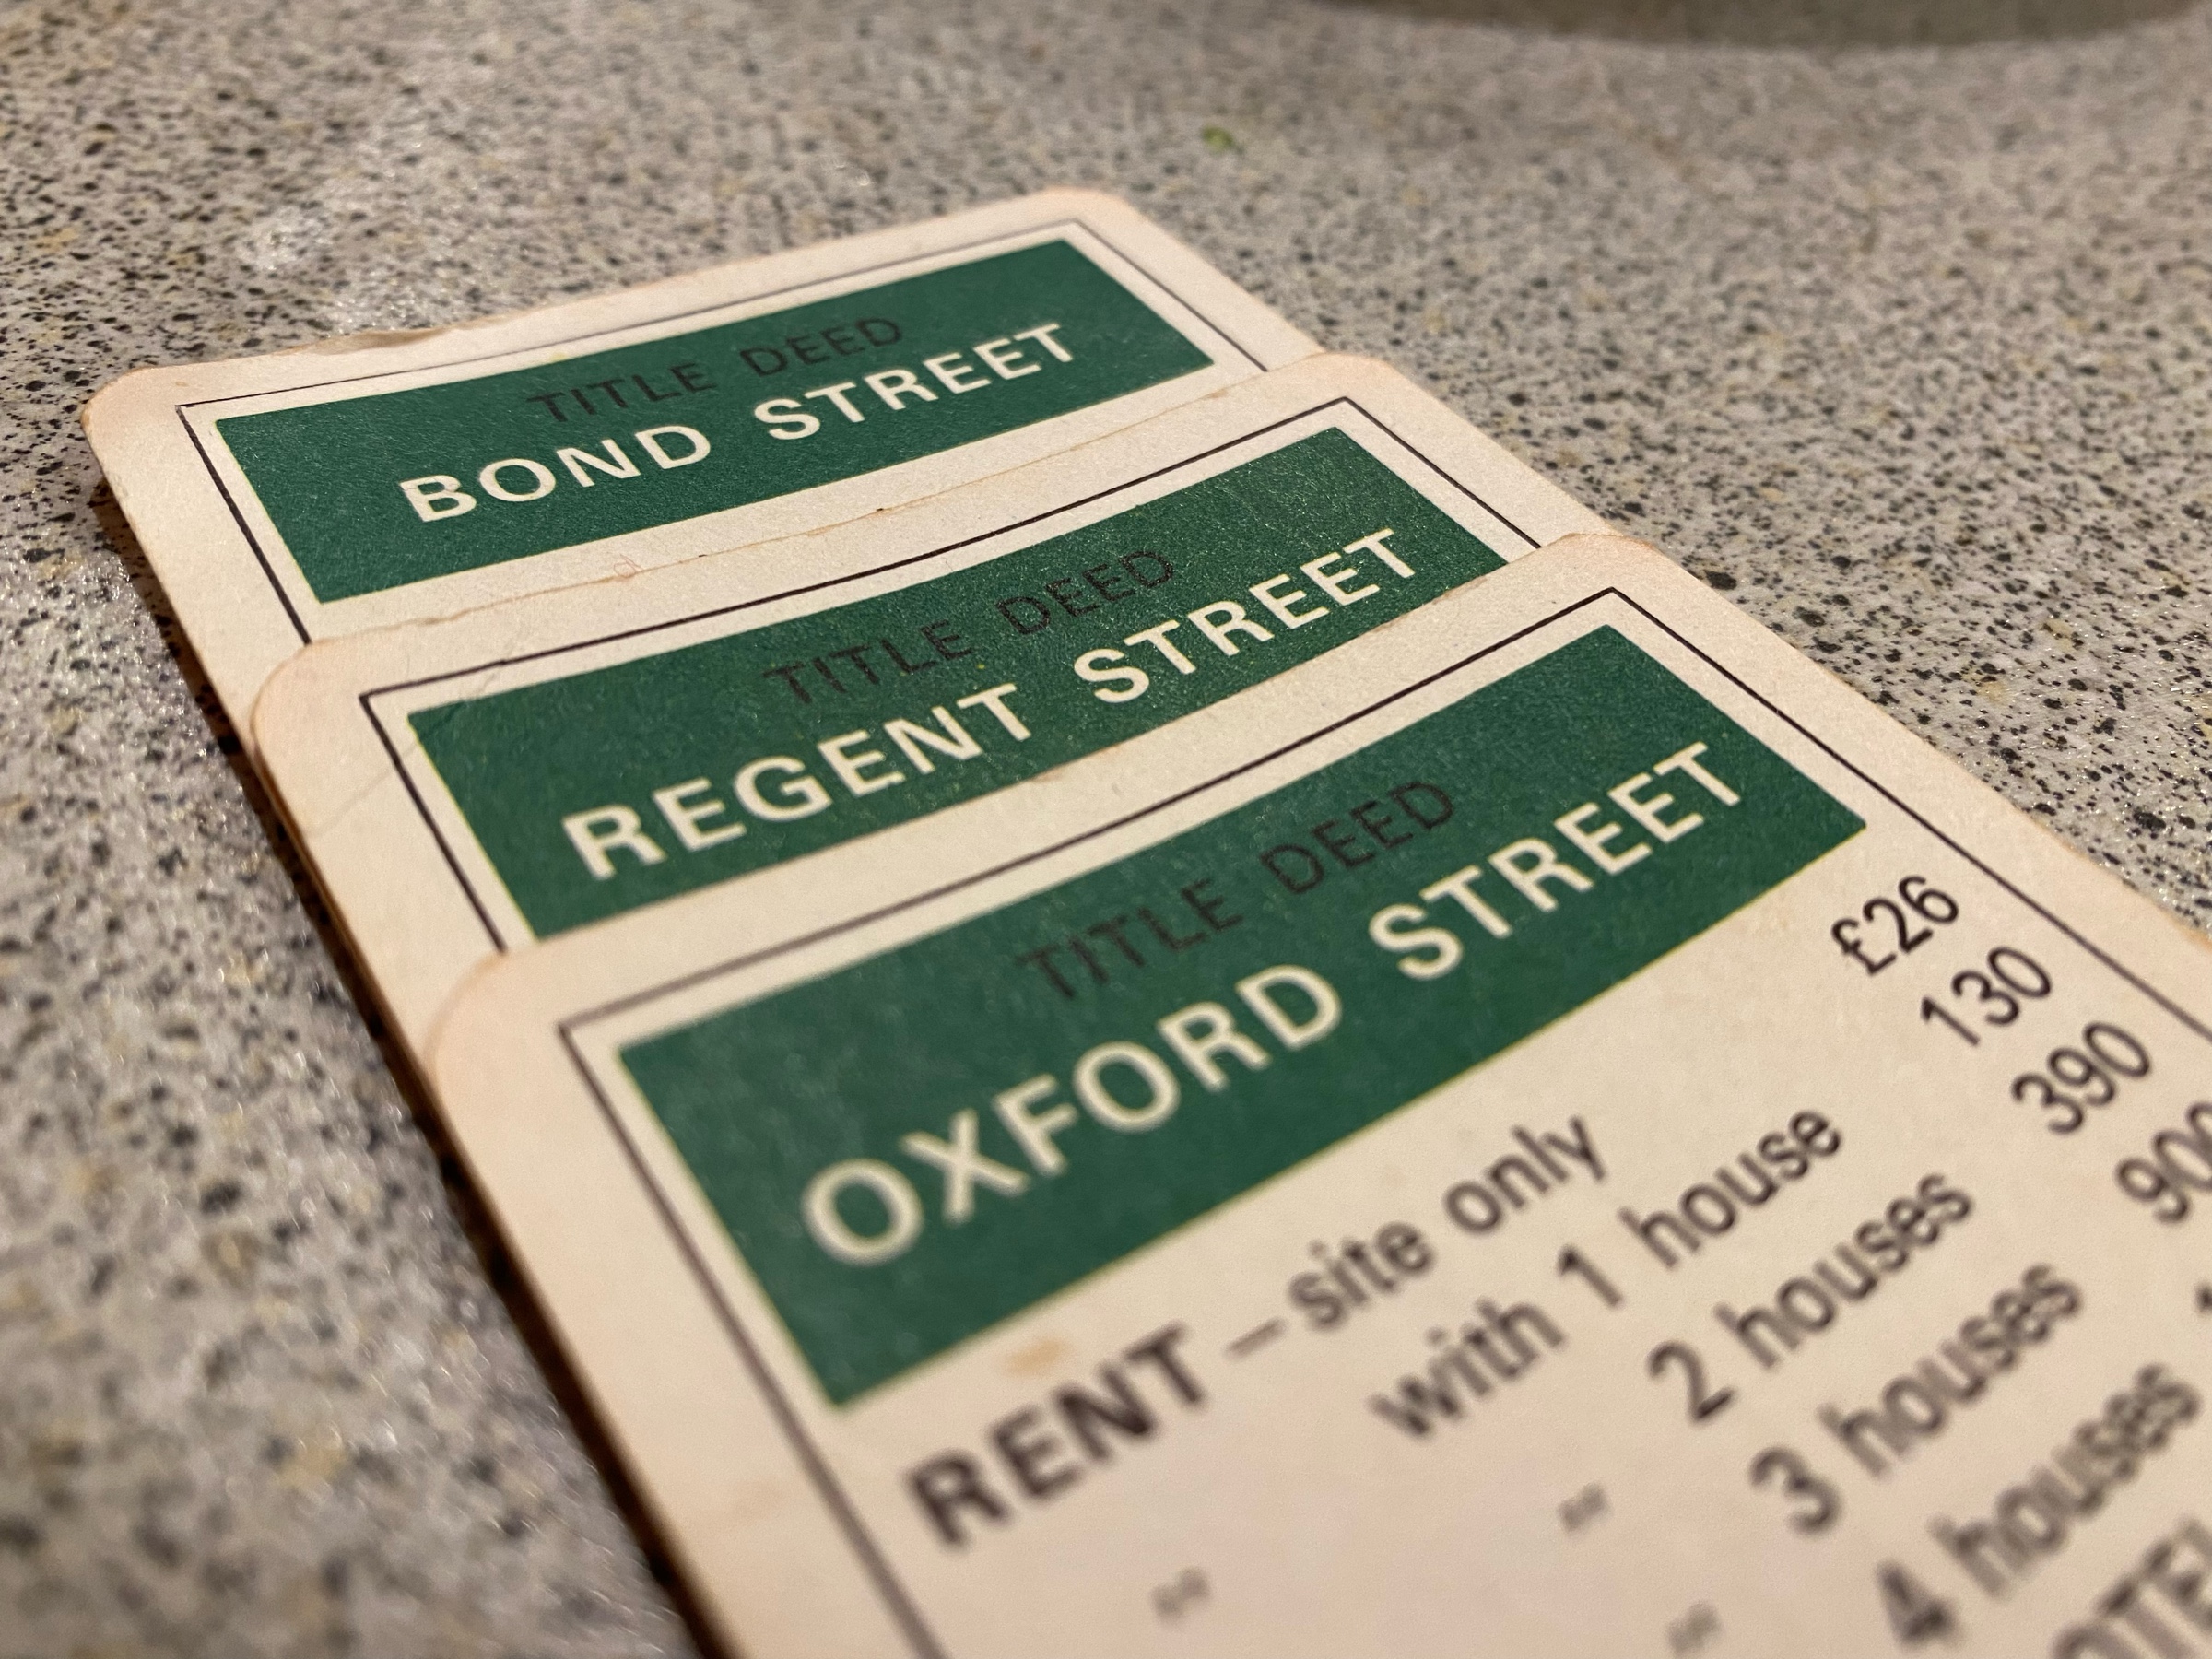 TITLE DEED
BOND STREET
TITLE DEED
REGENT STREET
TITLE DEED
OXFORD STREET
RENT – site only £26
with 1 house 130
" " 2 houses 390
" 3 houses 900
4 houses